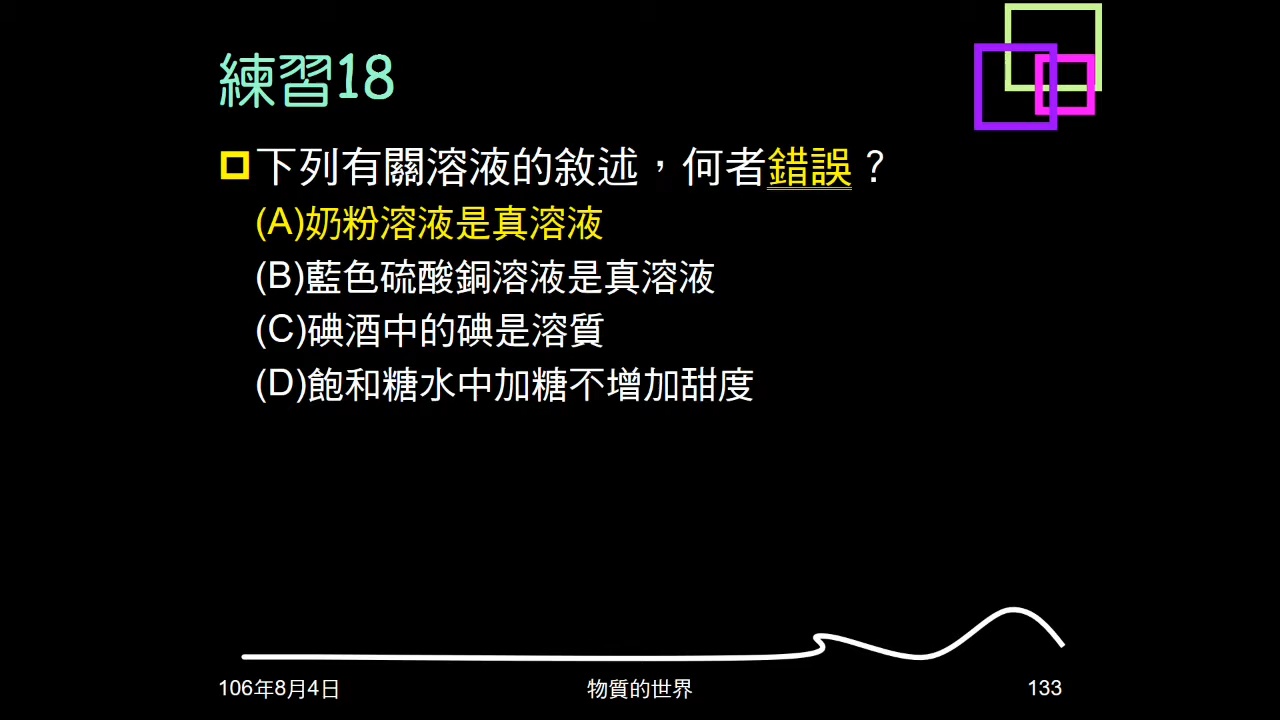 練習18
下列有關溶液的敘述，何者錯誤？
(A)奶粉溶液是真溶液
(B)藍色硫酸銅溶液是真溶液
(C)碘酒中的碘是溶質
(D)飽和糖水中加糖不增加甜度
106年8月4日
物質的世界
133